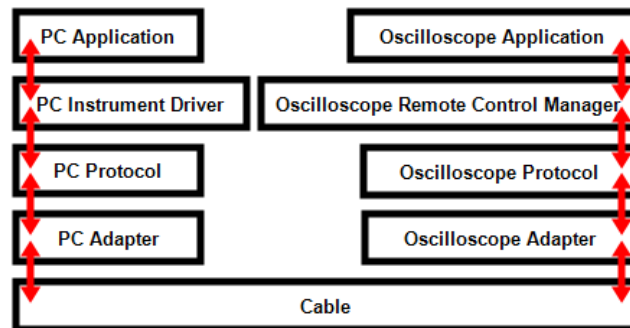 PC Application
Oscilloscope Application
PC Instrument Driver
Oscilloscope Remote Control Manager
PC Protocol
Oscilloscope Protocol
PC Adapter
Oscilloscope Adapter
Cable